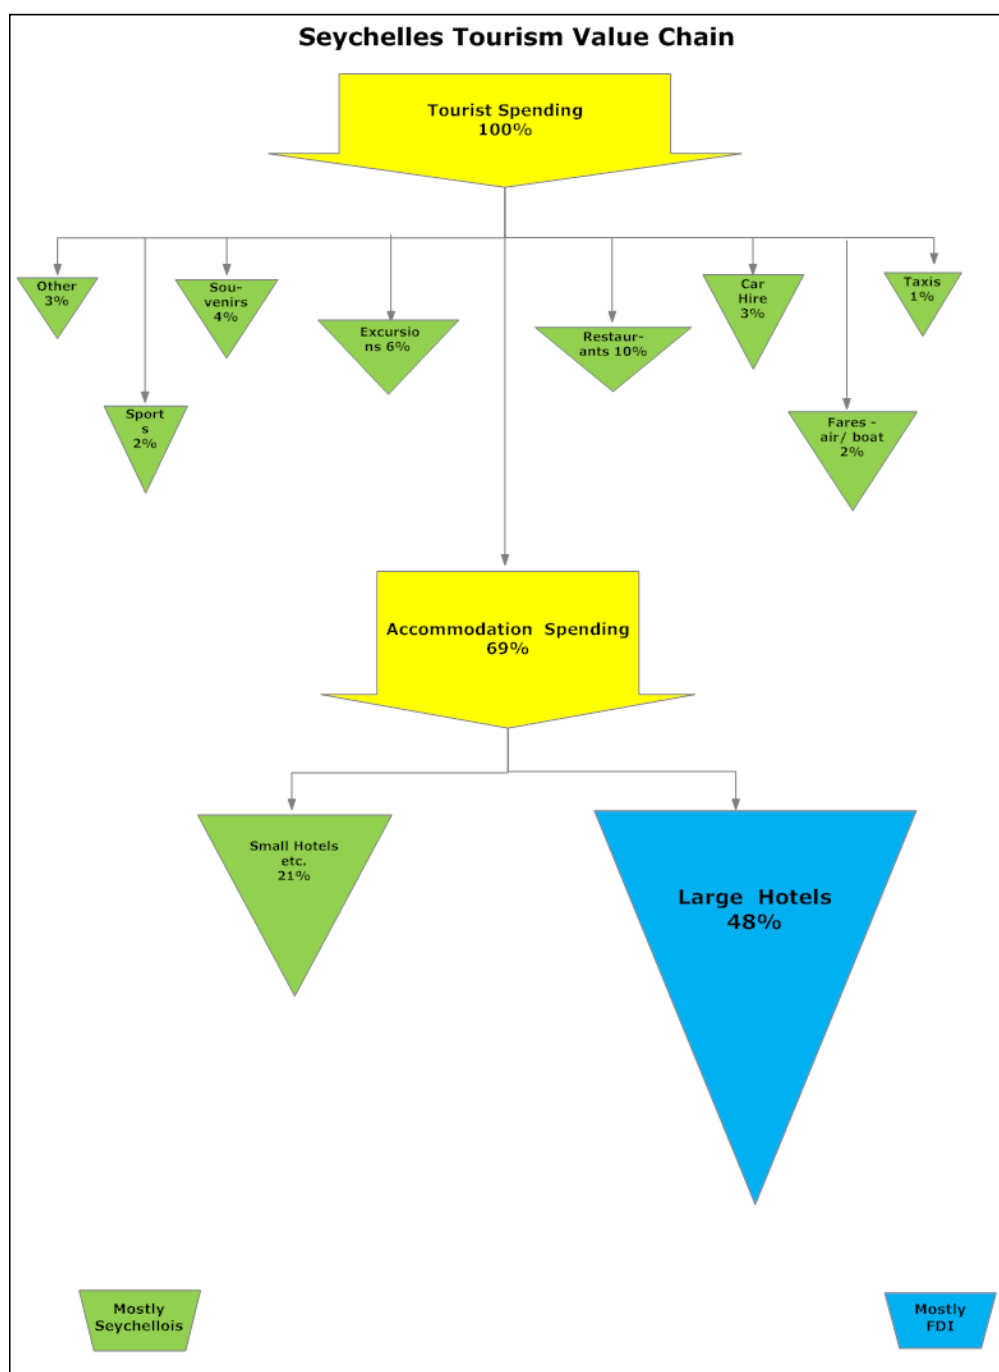 Seychelles Tourism Value Chain
Tourist Spending
100%
Other
3%
Sou-
venirs
4%
Excursio
ns 6%
Restaur-
ants 10%
Car
Hire
3%
Taxis
1%
Sport
s
2%
Fares -
air/ boat
2%
Accommodation Spending
69%
Small Hotels
etc.
21%
Large Hotels
48%
Mostly
Seychellois
Mostly
FDI